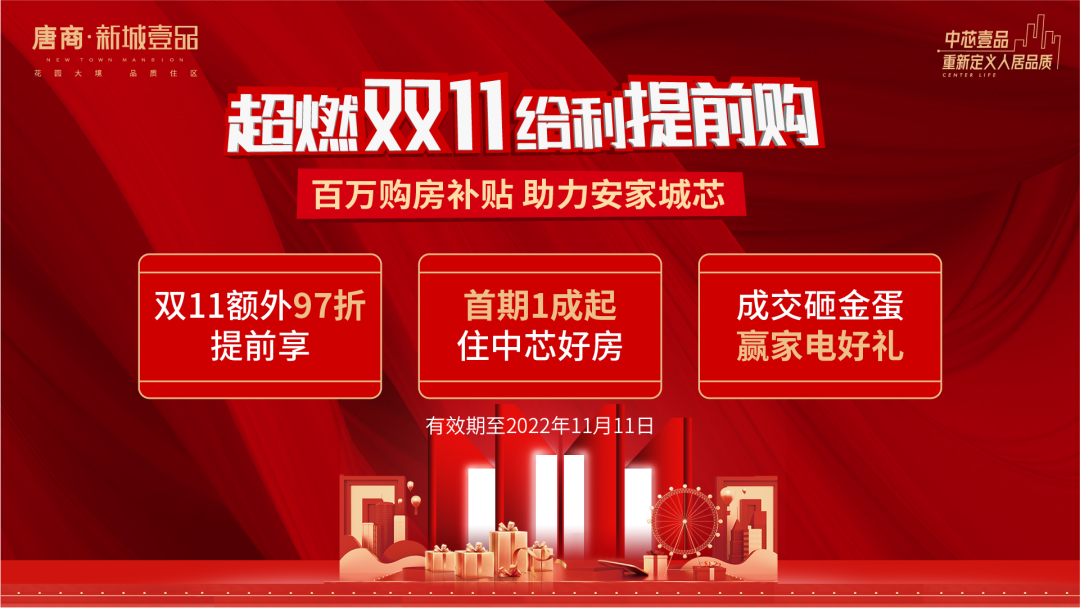 唐商·新城壹品
NEW TOWN MANSION
花园大境 品质住区
中芯壹品
重新定义人居品质
CENTER LIFE
超燃双11给利提前购
百万购房补贴 助力安家城芯
双11额外97折
提前享
首期1成起
住中芯好房
成交砸金蛋
赢家电好礼
有效期至2022年11月11日